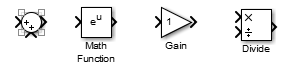 +
+
e^u
1
×
÷
Math
Function
Gain
Divide